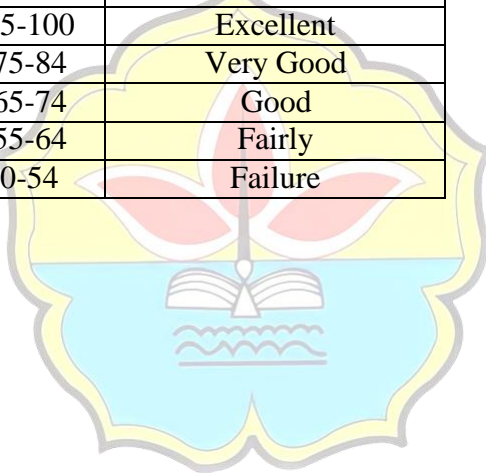 5-100 Excellent
75-84 Very Good
65-74 Good
55-64 Fairly
0-54 Failure